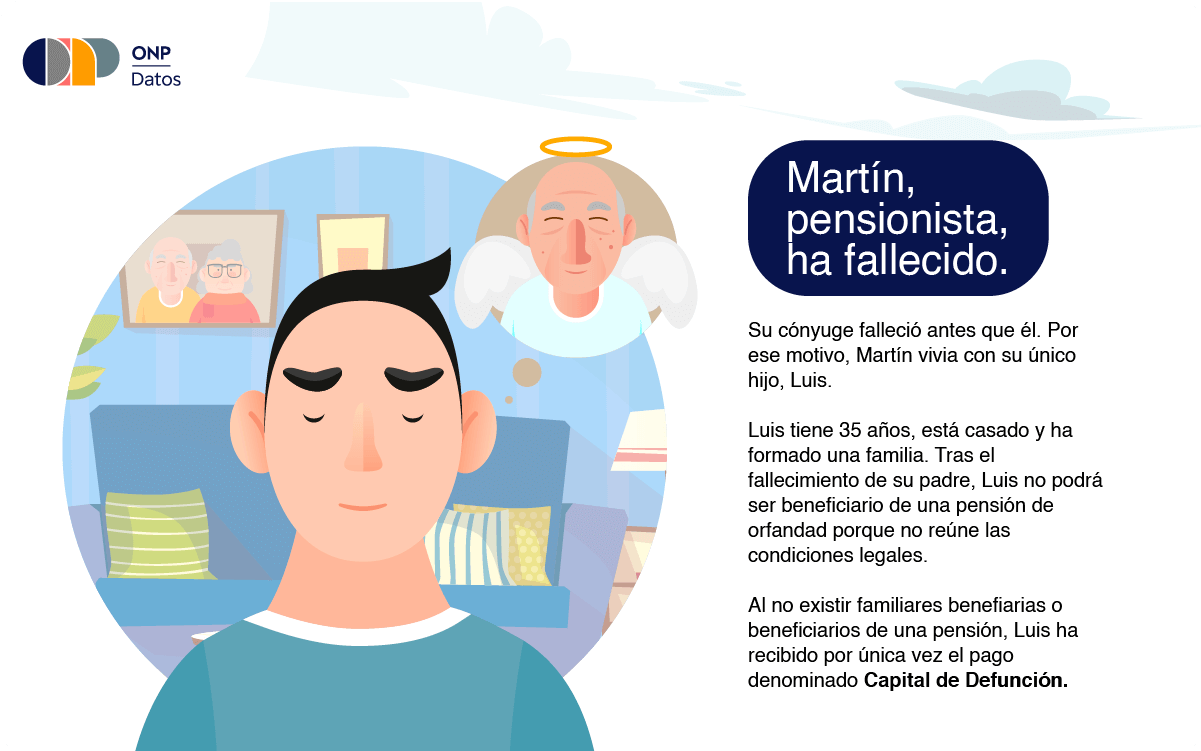 ONP
Datos
Martín,
pensionista,
ha fallecido.
Su cónyuge falleció antes que él. Por
ese motivo, Martín vivia con su único
hijo, Luis.
Luis tiene 35 años, está casado y ha
formado una familia. Tras el
fallecimiento de su padre, Luis no podrá
ser beneficiario de una pensión de
orfandad porque no reúne las
condiciones legales.
Al no existir familiares benefiarias o
beneficiarios de una pensión, Luis ha
recibido por única vez el pago
denominado Capital de Defunción.